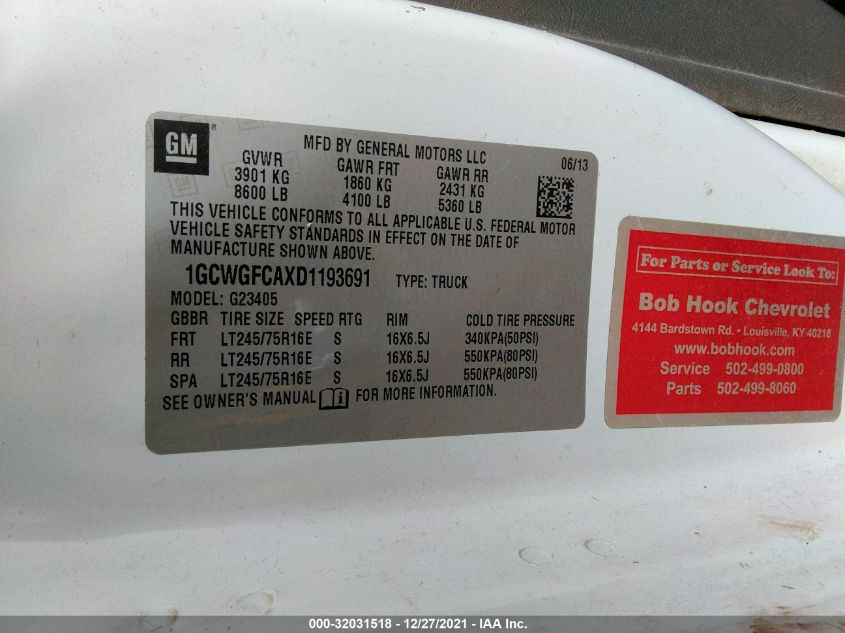 GM
®
MFD BY GENERAL MOTORS LLC
06/13
GVWR GAWR FRT GAWR RR
3901 KG 1860 KG 2431 KG
8600 LB 4100 LB 5360 LB
THIS VEHICLE CONFORMS TO ALL APPLICABLE U.S. FEDERAL MOTOR
VEHICLE SAFETY STANDARDS IN EFFECT ON THE DATE OF
MANUFACTURE SHOWN ABOVE.
1GCWGFCAXD1193691 TYPE: TRUCK
MODEL: G23405
GBBR TIRE SIZE SPEED RTG RIM COLD TIRE PRESSURE
FRT LT245/75R16E S 16X6.5J 340KPA(50PSI)
RR LT245/75R16E S 16X6.5J 550KPA(80PSI)
SPA LT245/75R16E S 16X6.5J 550KPA(80PSI)
SEE OWNER'S MANUAL i FOR MORE INFORMATION.
For Parts or Service Look To:
Bob Hook Chevrolet
4144 Bardstown Rd. • Louisville, KY 40218
www.bobhook.com
Service 502-499-0800
Parts 502-499-8060
000-32031518 - 12/27/2021 - IAA Inc.